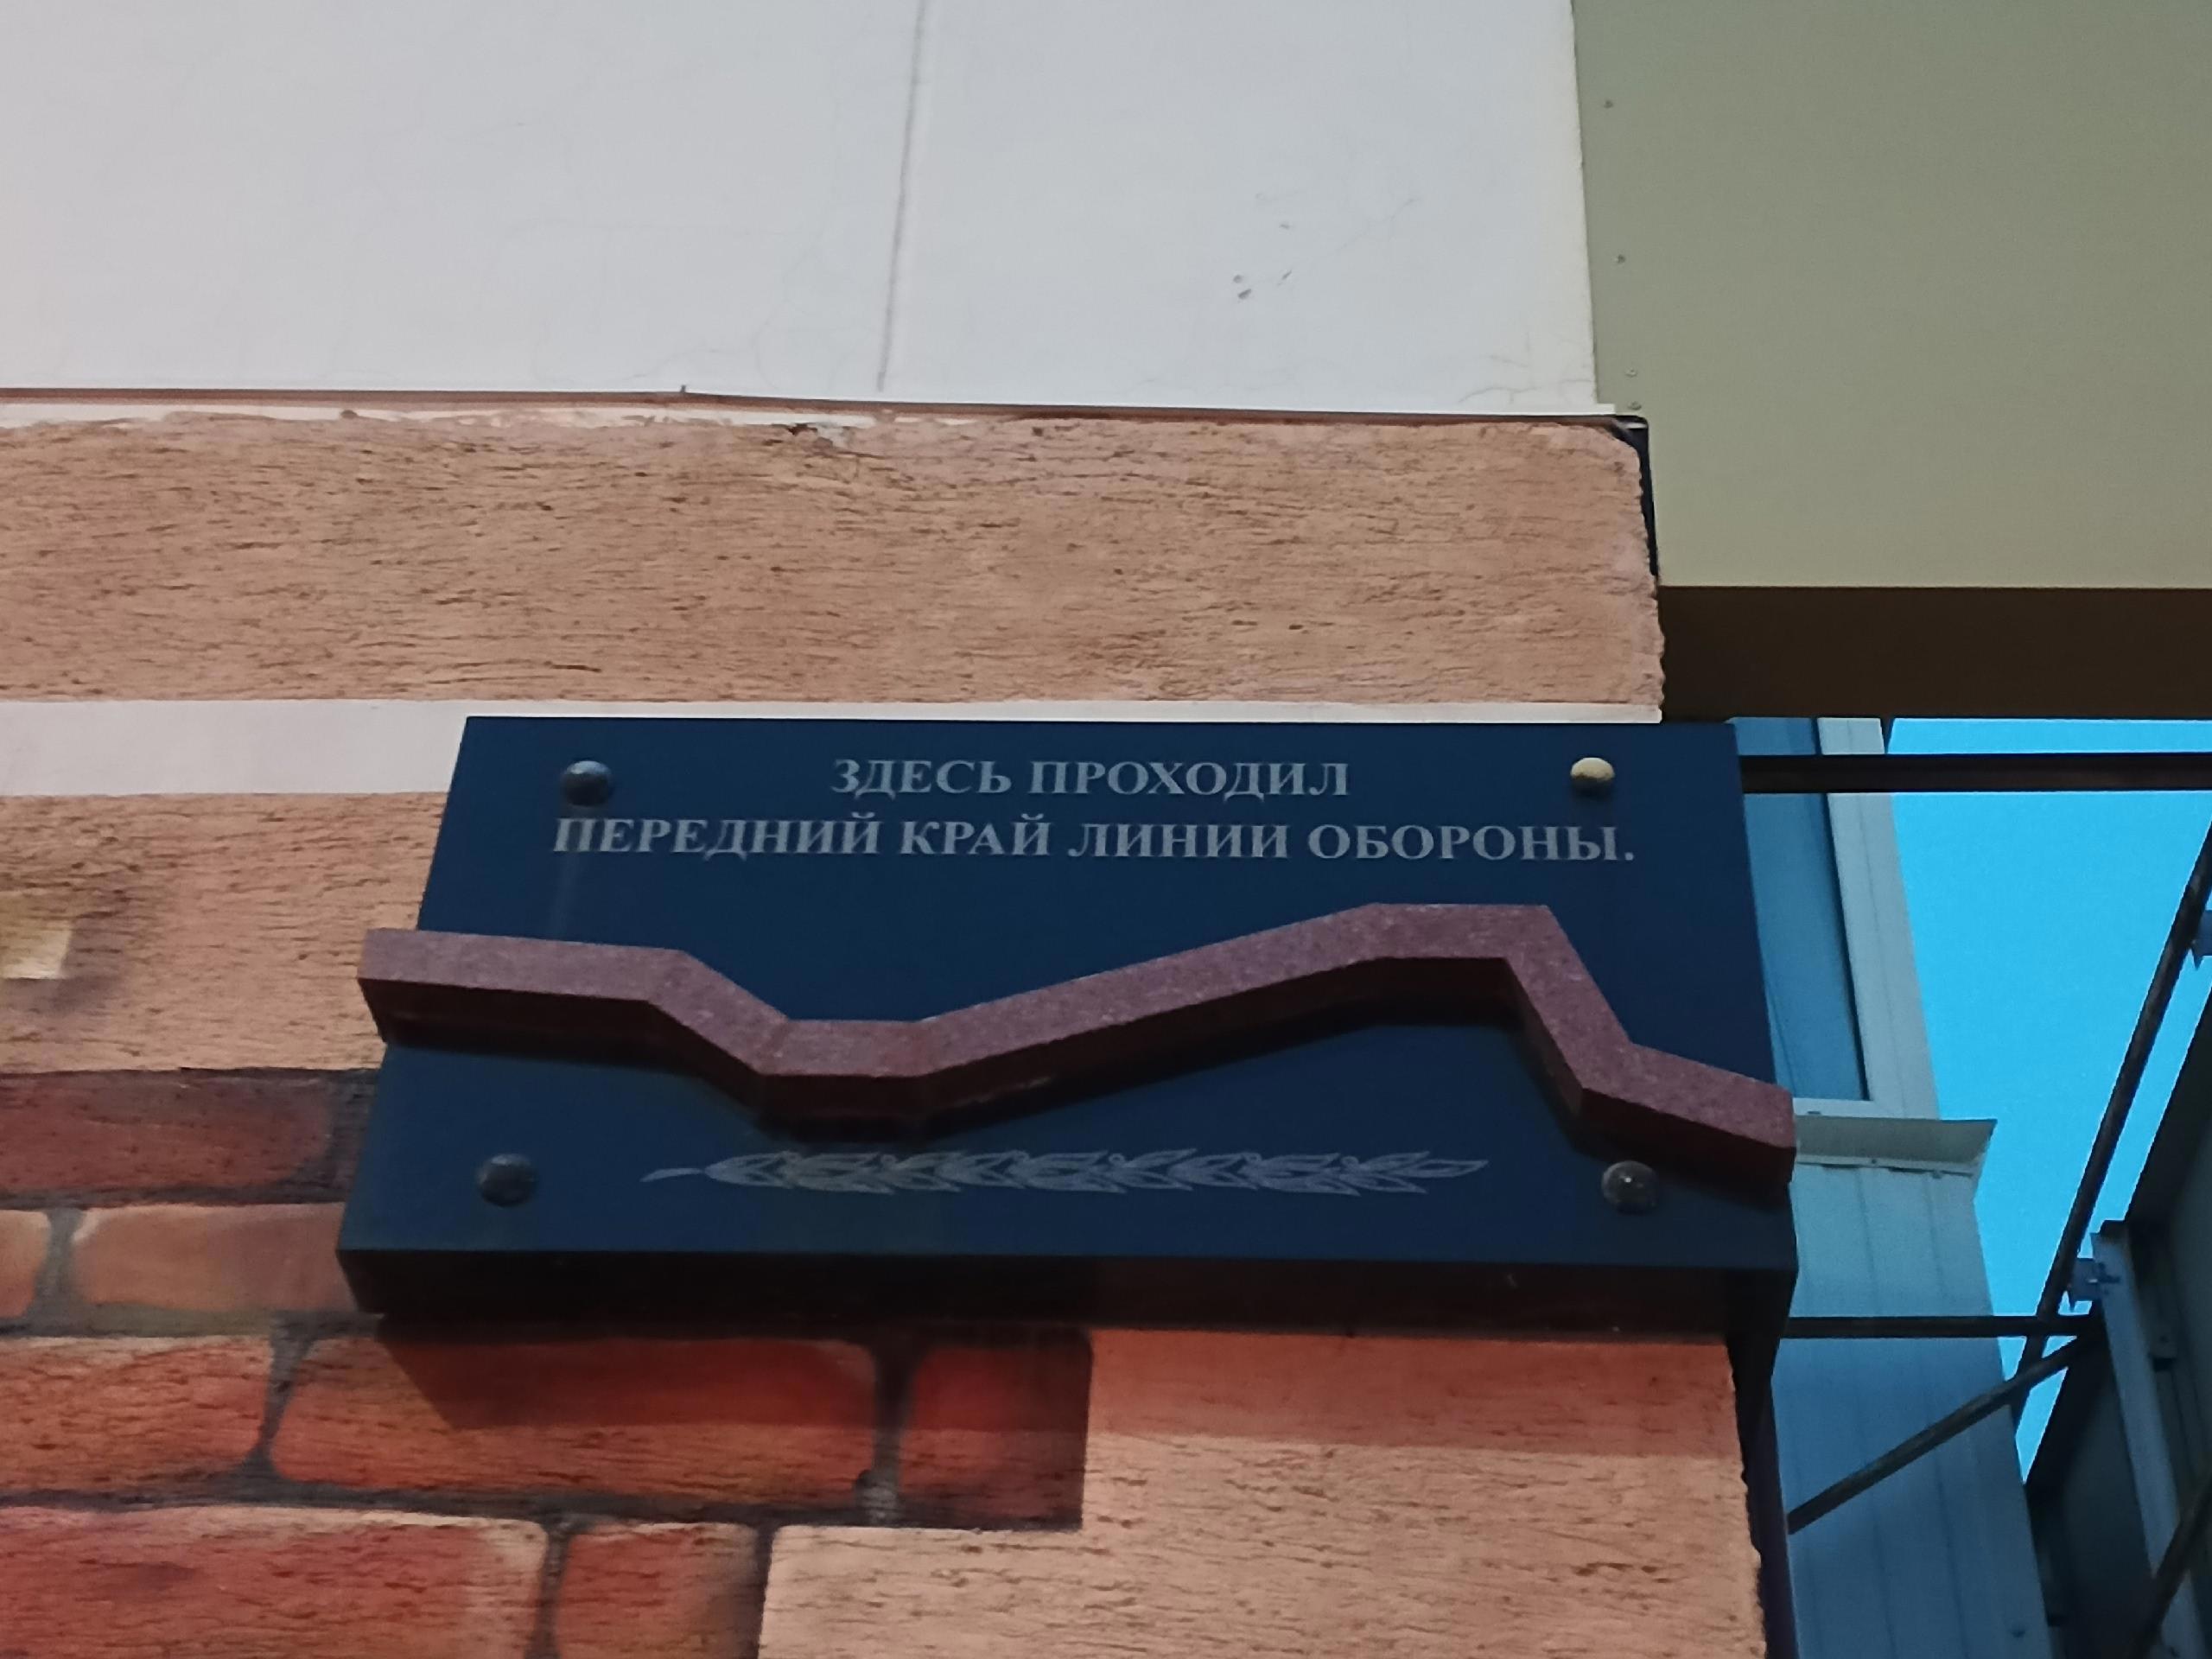 ЗДЕСЬ ПРОХОДИЛ
ПЕРЕДНИЙ КРАЙ ЛИНИИ ОБОРОНЫ.